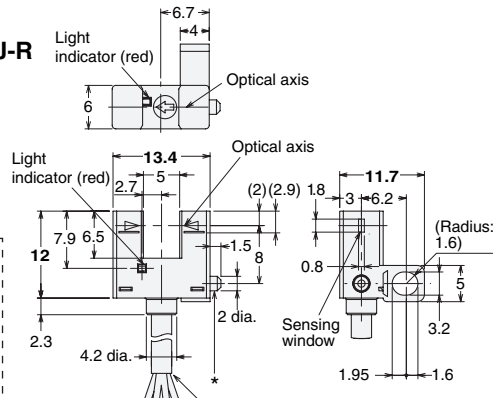 J-R
6.7
4
Light
indicator (red)
Optical axis
6
Light
indicator (red)
13.4
5
2.7
Optical axis
(2)
(2.9)
1.8
11.7
3
6.2
(Radius:
1.6)
12
7.9
6.5
1.5
8
0.8
5
3.2
2 dia.
Sensing
window
2.3
4.2 dia.
*
1.95
1.6